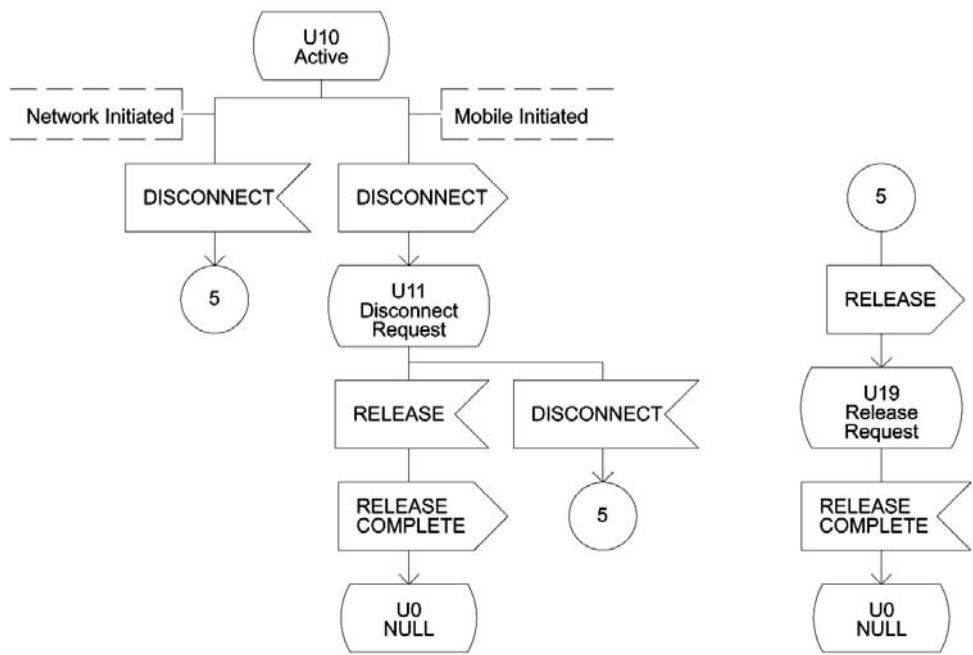 U10
Active
Network Initiated
Mobile Initiated
DISCONNECT
DISCONNECT
5
5
U11
Disconnect
Request
RELEASE
U19
Release
Request
RELEASE
DISCONNECT
RELEASE
COMPLETE
5
RELEASE
COMPLETE
U0
NULL
U0
NULL